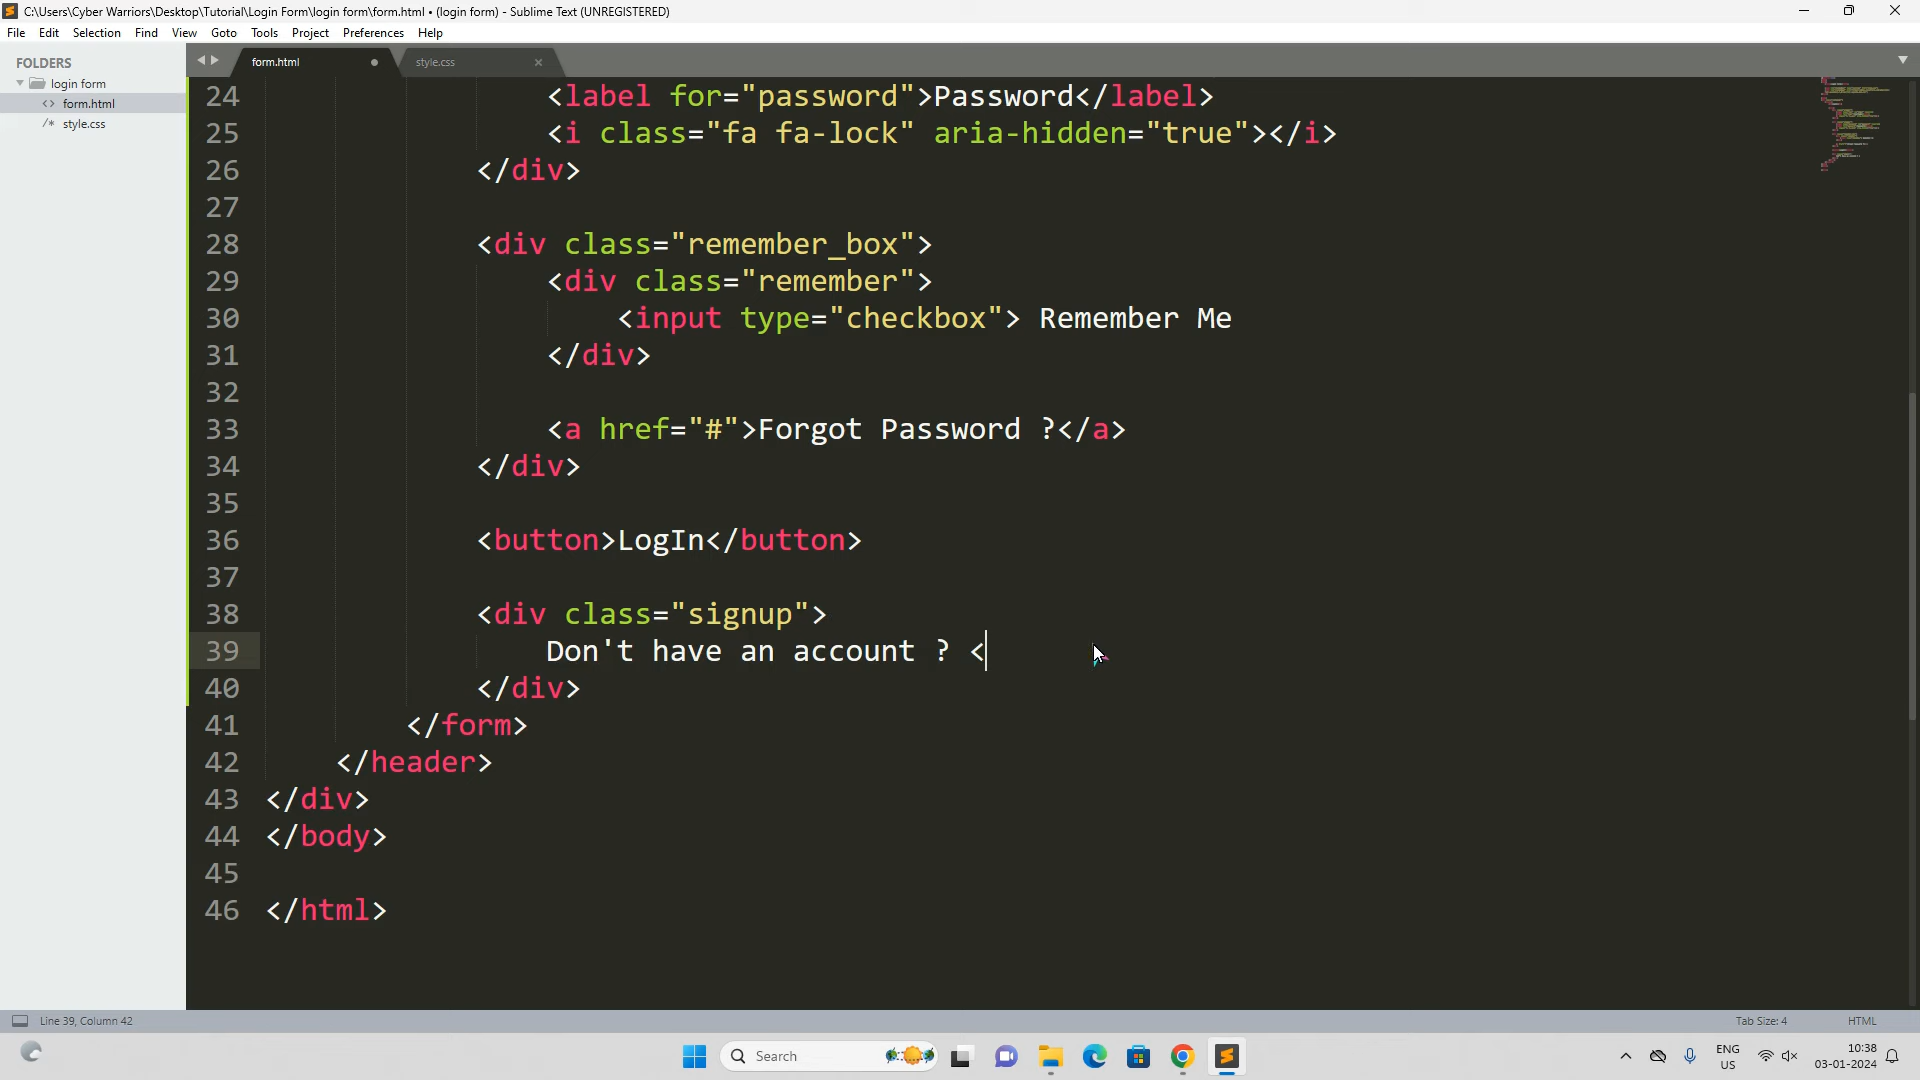 C:\Users\Cyber Warriors\Desktop\Tutorial\Login Form\login form\form.html • (login form) - Sublime Text (UNREGISTERED)
File Edit Selection Find View Goto Tools Project Preferences Help
FOLDERS
login form
form.html
style.css
form.html
style.css
24 <label for="password">Password</label>
25 <i class="fa fa-lock" aria-hidden="true"></i>
26 </div>
27
28 <div class="remember_box">
29 <div class="remember">
30 <input type="checkbox"> Remember Me
31 </div>
32
33 <a href="#">Forgot Password ?</a>
34 </div>
35
36 <button>LogIn</button>
37
38 <div class="signup">
39 Don't have an account ? <
40 </div>
41 </form>
42 </header>
43 </div>
44 </body>
45
46 </html>
Line 39, Column 42
Tab Size: 4
HTML
Search
ENG
US
10:38
03-01-2024